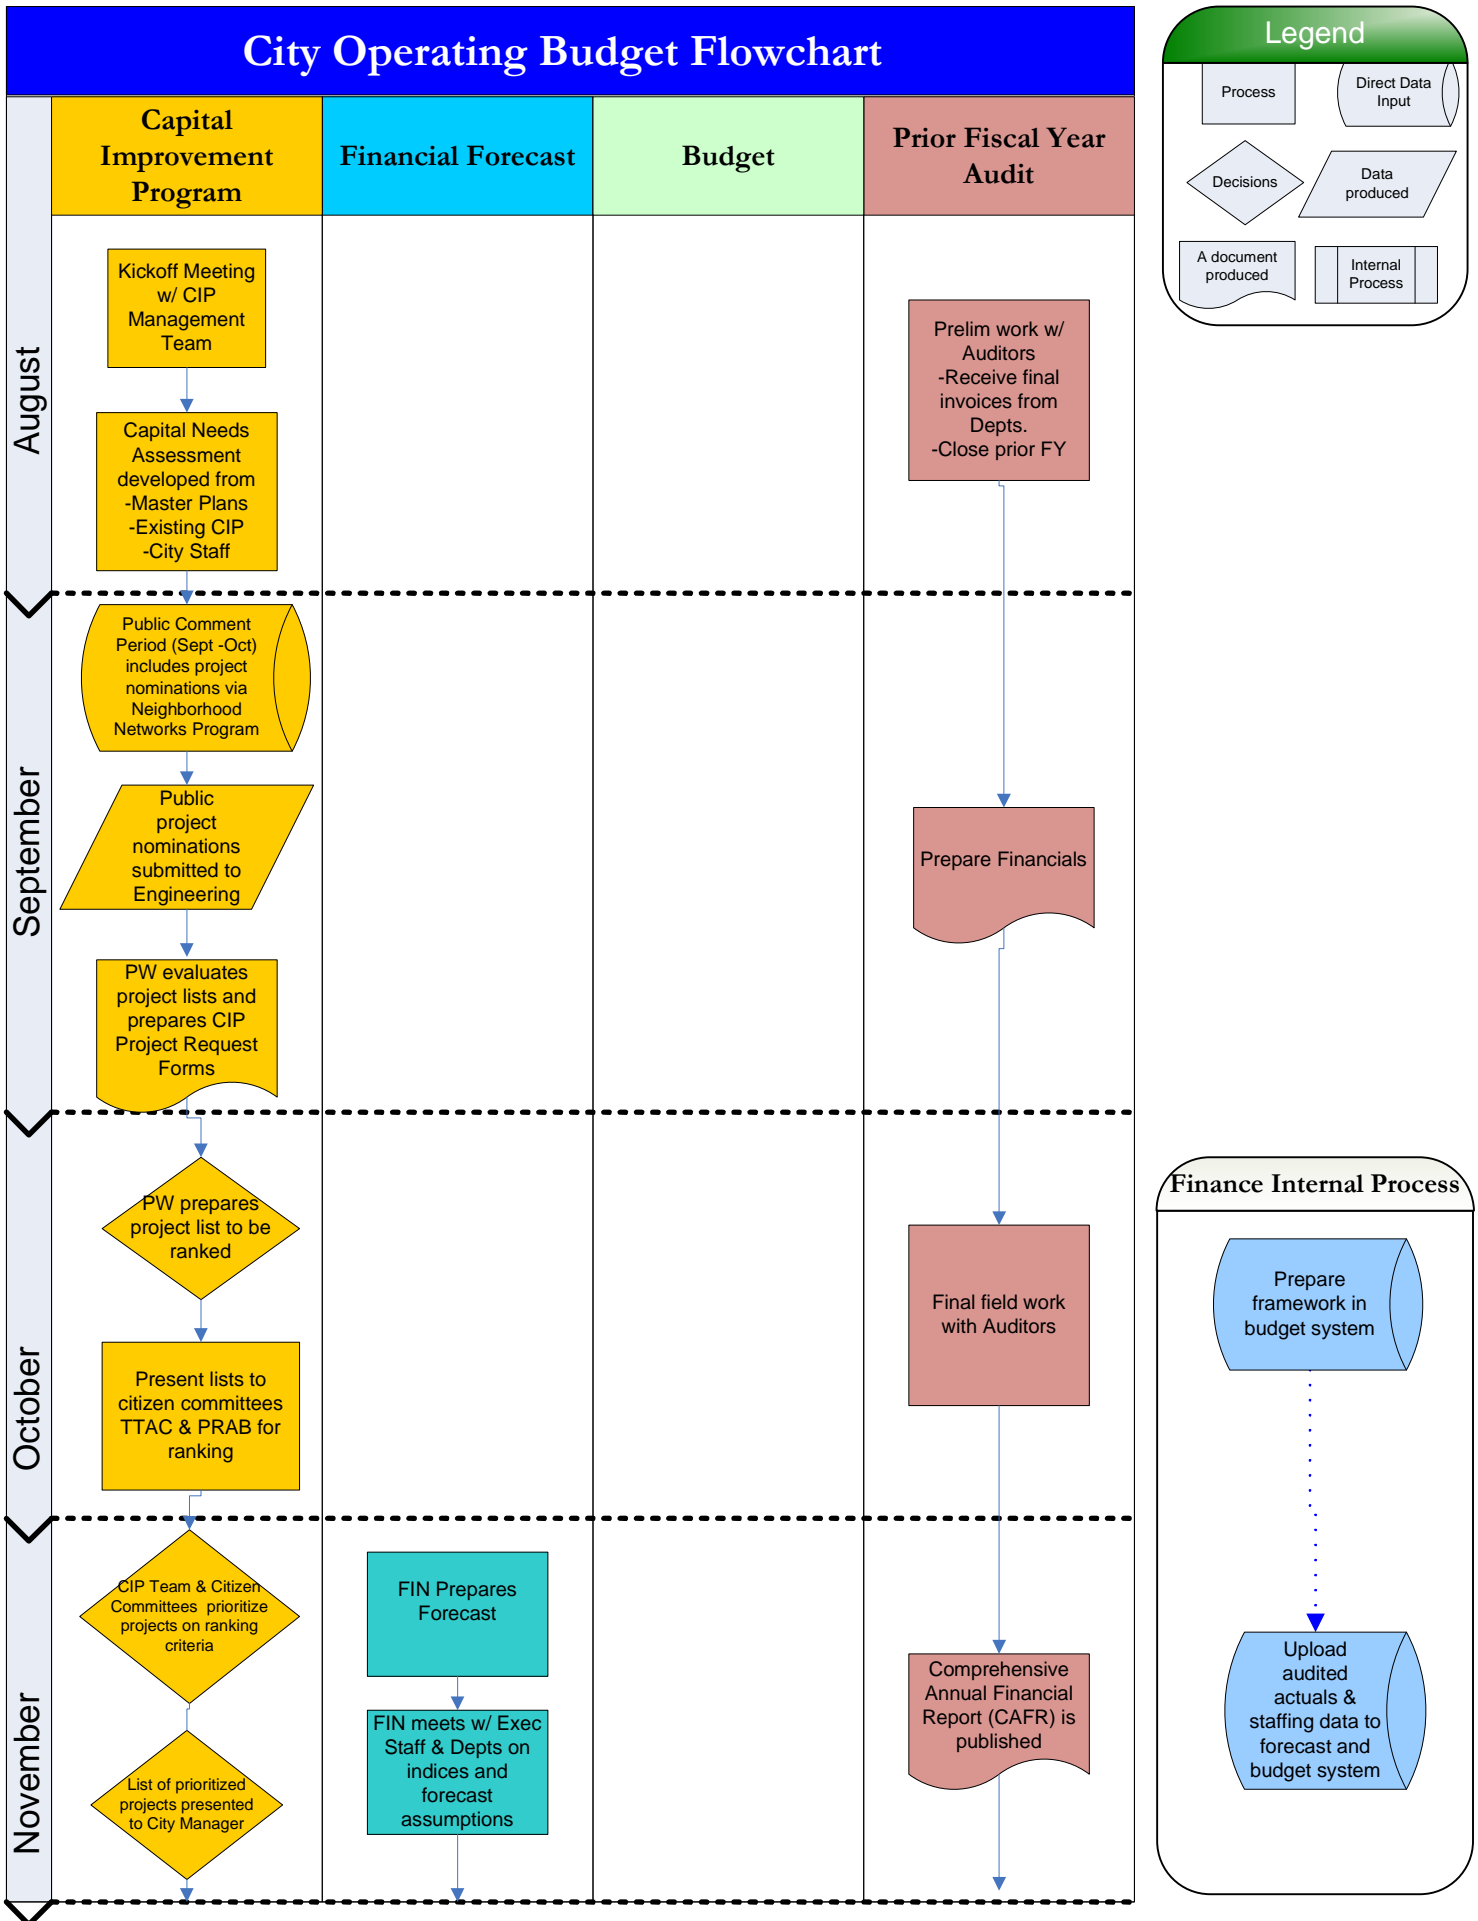 City Operating Budget Flowchart
Capital
Improvement
Program
Financial Forecast
Budget
Prior Fiscal Year
Audit
Legend
Process
Direct Data
Input
Decisions
Data
produced
A document
produced
Internal
Process
August
Kickoff Meeting
w/ CIP
Management
Team
Capital Needs
Assessment
developed from
-Master Plans
-Existing CIP
-City Staff
Prelim work w/
Auditors
-Receive final
invoices from
Depts.
-Close prior FY
September
Public Comment
Period (Sept -Oct)
includes project
nominations via
Neighborhood
Networks Program
Public
project
nominations
submitted to
Engineering
PW evaluates
project lists and
prepares CIP
Project Request
Forms
Prepare Financials
October
PW prepares
project list to be
ranked
Present lists to
citizen committees
TTAC & PRAB for
ranking
Final field work
with Auditors
November
CIP Team & Citizen
Committees  prioritize
projects on ranking
criteria
List of prioritized
projects presented
to City Manager
FIN Prepares
Forecast
FIN meets w/ Exec
Staff & Depts on
indices and
forecast
assumptions
Comprehensive
Annual Financial
Report (CAFR) is
published
Finance Internal Process
Prepare
framework in
budget system
Upload
audited
actuals &
staffing data to
forecast and
budget system